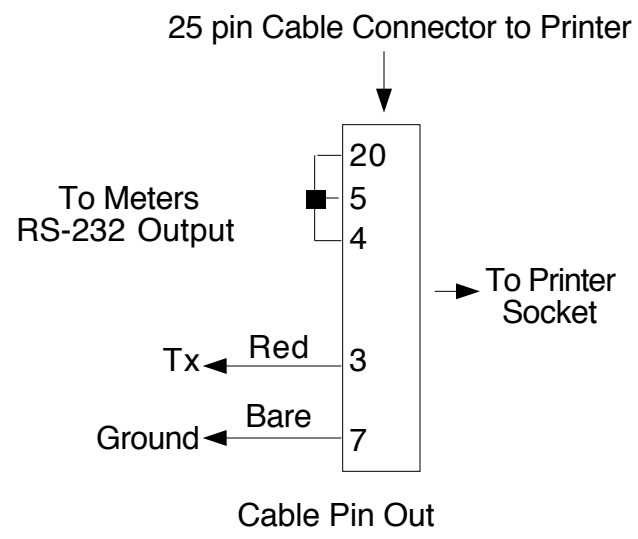 25 pin Cable Connector to Printer
20
To Meters
RS-232 Output
5
4
To Printer
Socket
Tx
Red
3
Ground
Bare
7
Cable Pin Out